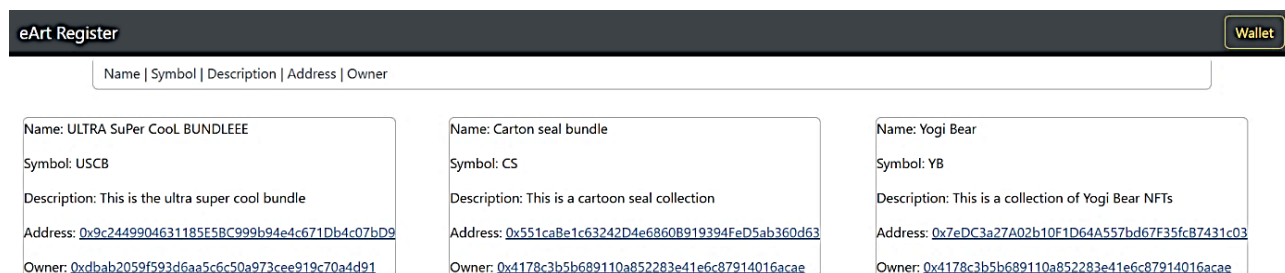 eArt Register
Wallet
Name | Symbol | Description | Address | Owner
Name: ULTRA SuPer CooL BUNDLEEE
Symbol: USCB
Description: This is the ultra super cool bundle
Address: 0x9c2449904631185E5BC999b94e4c671Db4c07bD9
Owner: 0xdbab2059f593d6aa5c6c50a973cee919c70a4d91
Name: Carton seal bundle
Symbol: CS
Description: This is a cartoon seal collection
Address: 0x551caBe1c63242D4e6860B919394FeD5ab360d63
Owner: 0x4178c3b5b689110a852283e41e6c87914016acae
Name: Yogi Bear
Symbol: YB
Description: This is a collection of Yogi Bear NFTs
Address: 0x7eDC3a27A02b10F1D64A557bd67F35fcB7431c03
Owner: 0x4178c3b5b689110a852283e41e6c87914016acae